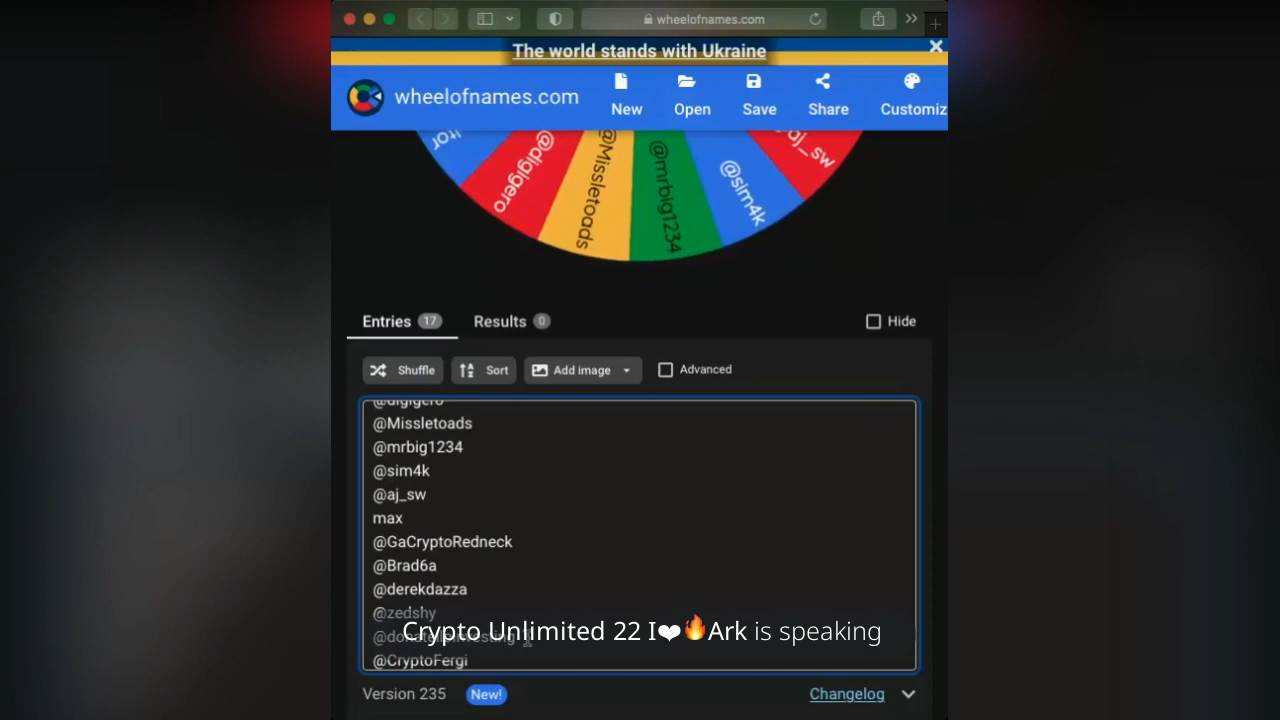 wheelofnames.com
The world stands with Ukraine
wheelofnames.com
New
Open
Save
Share
Customiz
@digigero
@Missletoads
@mrbig1234
@sim4k
aj_sw
Entries 17
Results 0
Hide
Shuffle
Sort
Add image
Advanced
@digigero
@Missletoads
@mrbig1234
@sim4k
@aj_sw
max
@GaCryptoRedneck
@Brad6a
@derekdazza
@zedshy
Crypto Unlimited 22 I❤🔥Ark is speaking
@CryptoFergi
Version 235 New!
Changelog